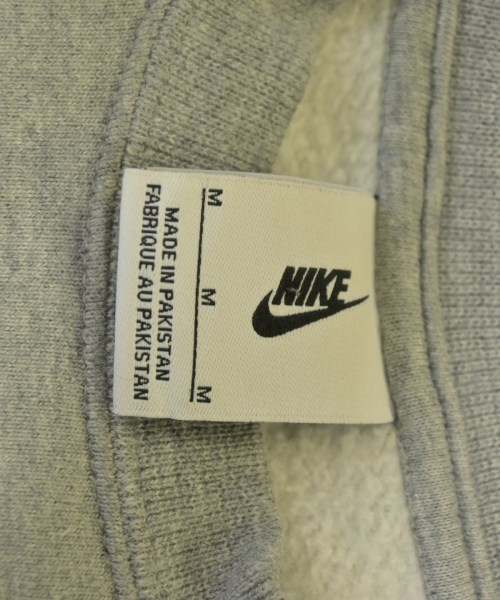 NIKE
M M M
MADE IN PAKISTAN
FABRIQUE AU PAKISTAN